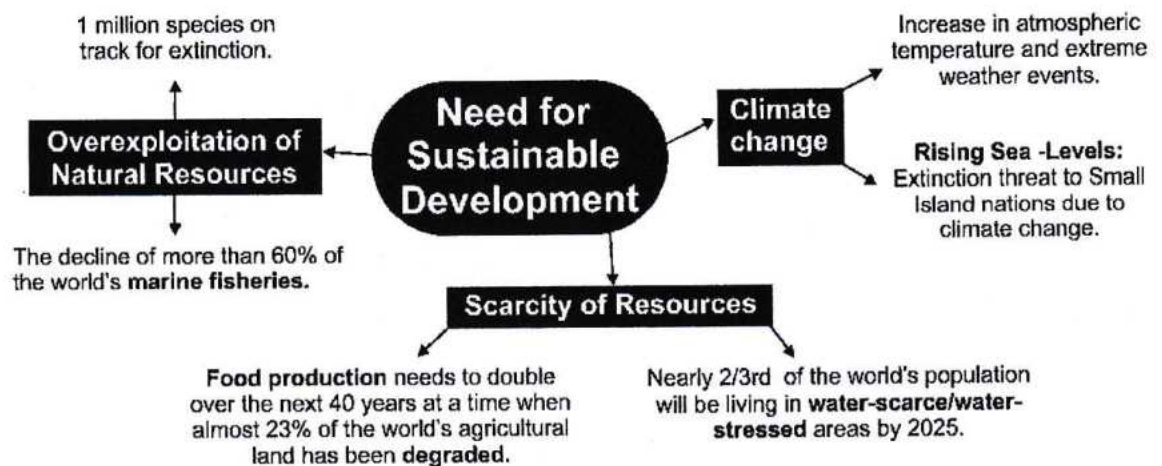 1 million species on
track for extinction.
Overexploitation of
Natural Resources
The decline of more than 60% of
the world's marine fisheries.
Need for
Sustainable
Development
Climate
change
Increase in atmospheric
temperature and extreme
weather events.
Rising Sea -Levels:
Extinction threat to Small
Island nations due to
climate change.
Scarcity of Resources
Food production needs to double
over the next 40 years at a time when
almost 23% of the world's agricultural
land has been degraded.
Nearly 2/3rd of the world's population
will be living in water-scarce/water-
stressed areas by 2025.